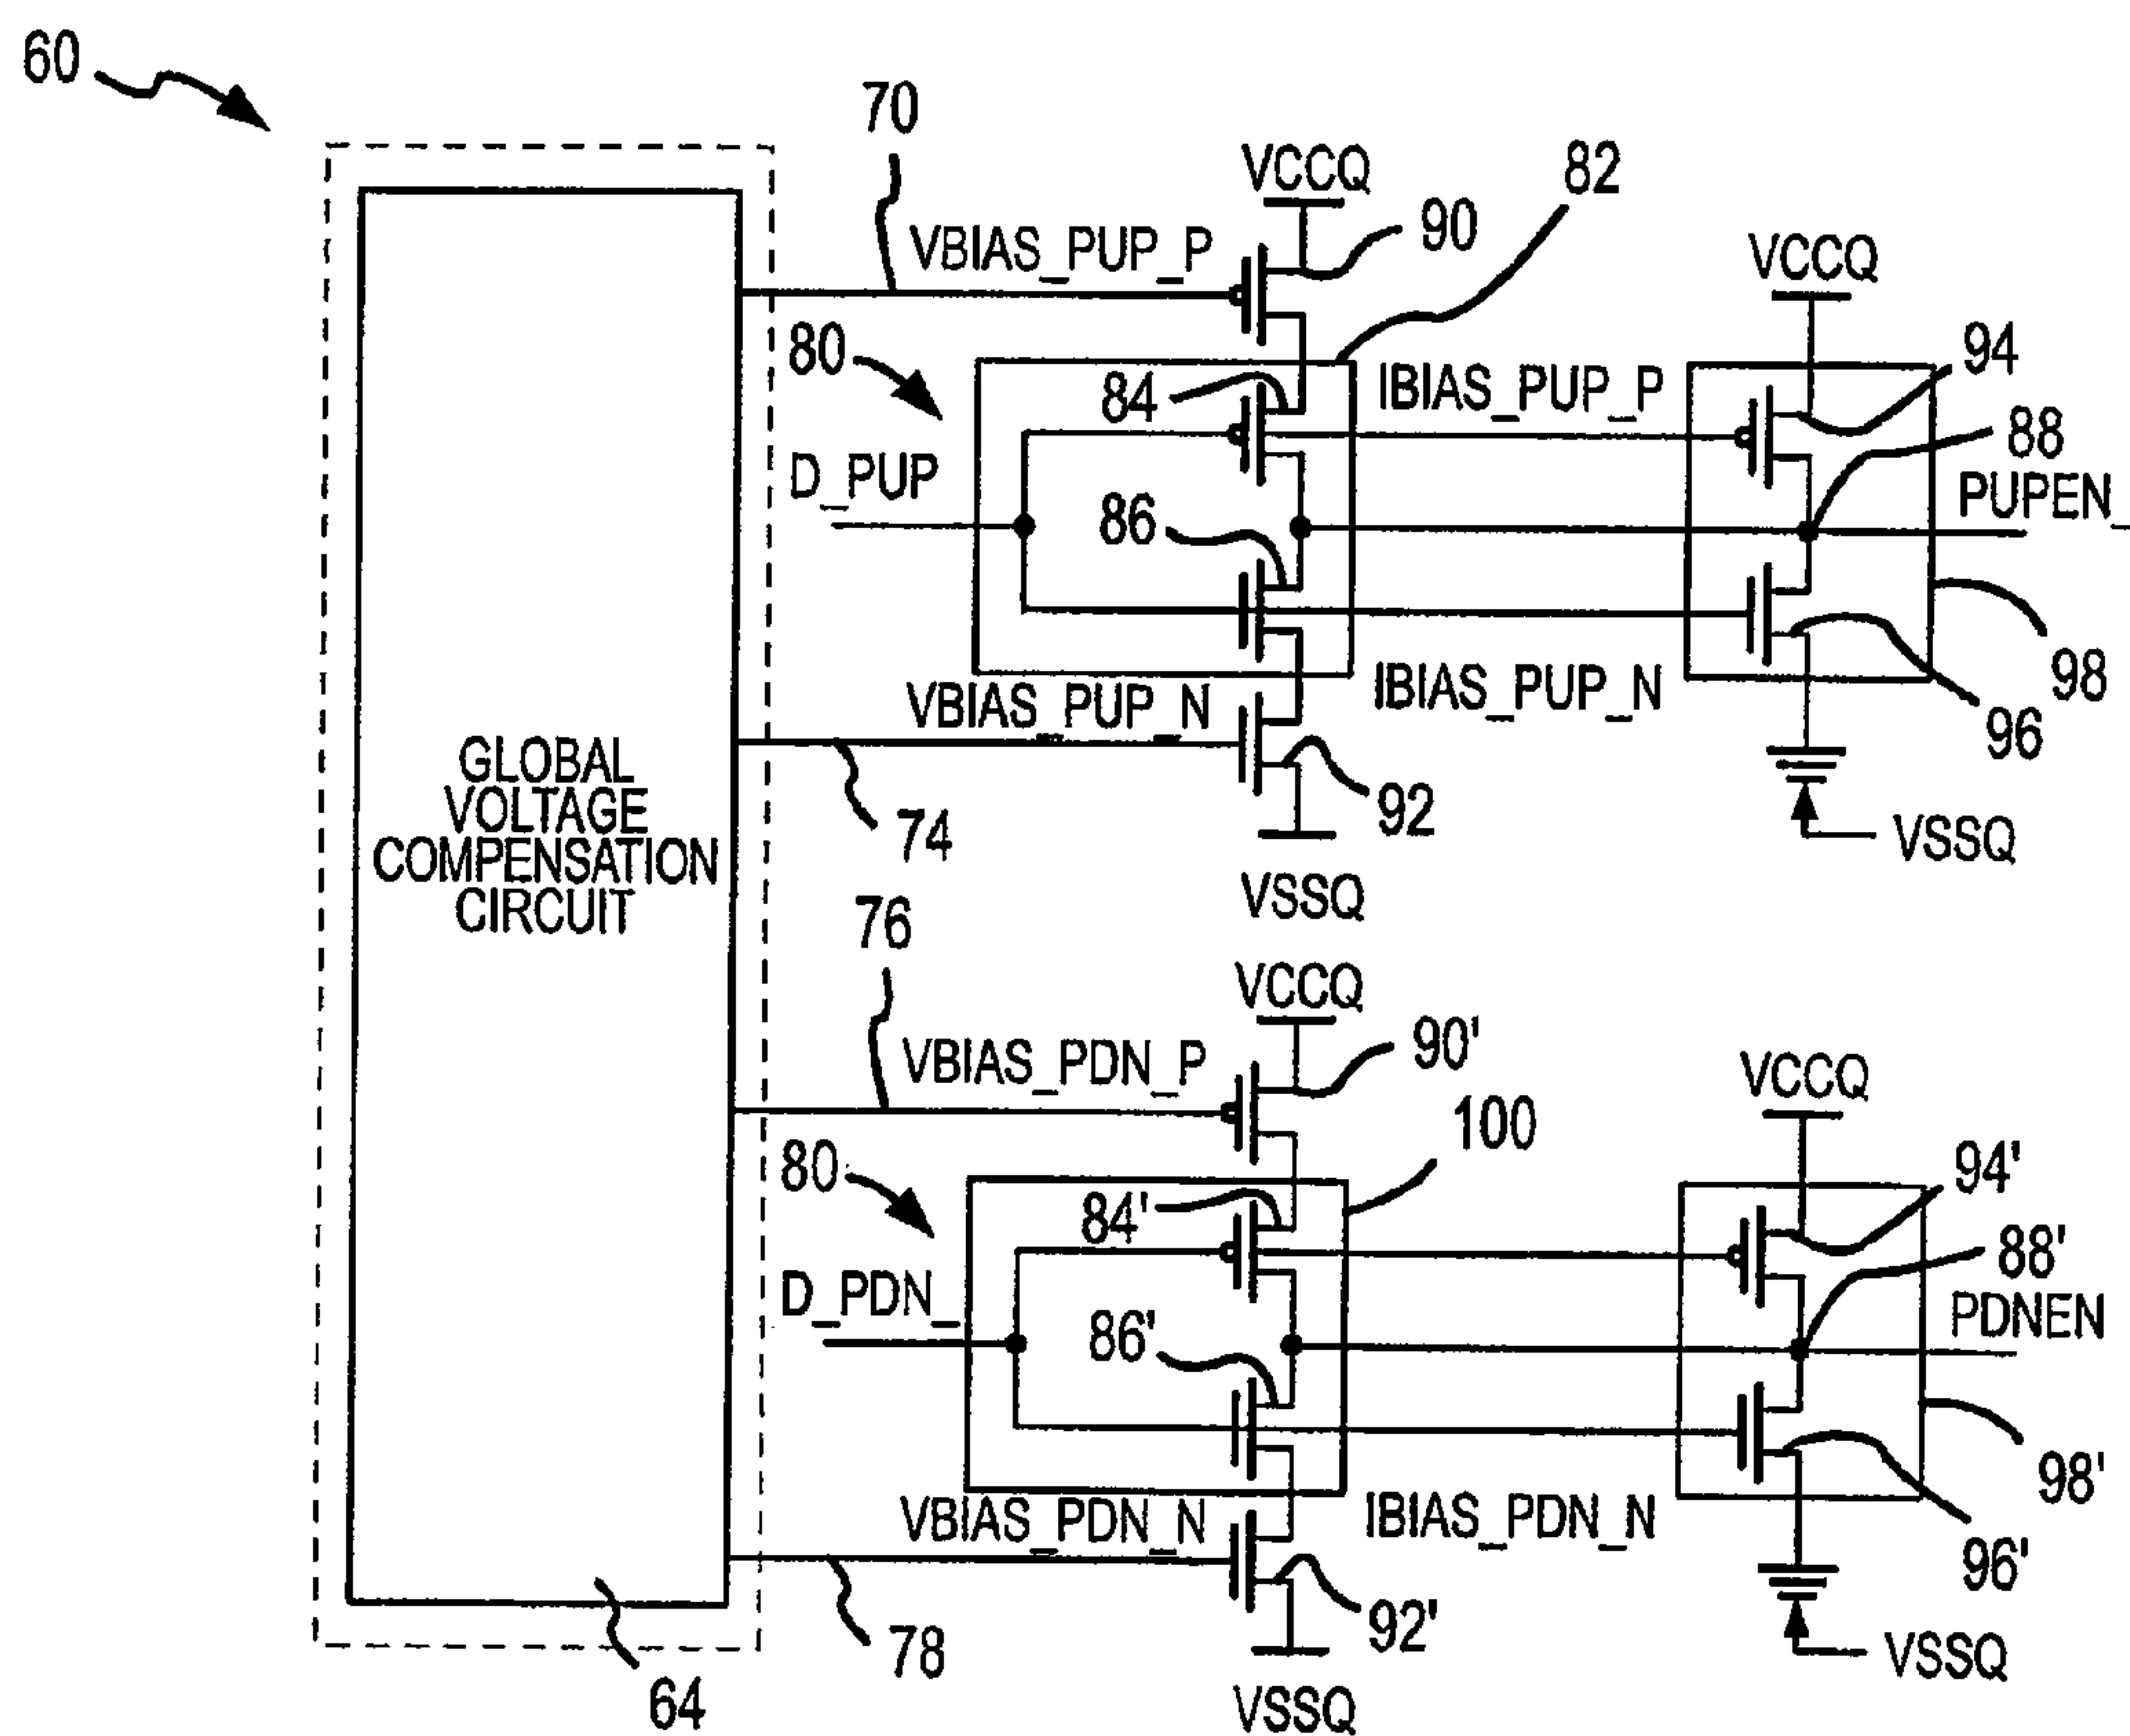 60
70
VCCQ
82
VBIAS_PUP_P
90
VCCQ
80
84
IBIAS_PUP_P
94
D_PUP
86
88
PUPEN_
VBIAS_PUP_N
IBIAS_PUP_N
98
96
GLOBAL
VOLTAGE
COMPENSATION
CIRCUIT
74
92
VSSQ
VSSQ
76
VCCQ
VBIAS_PDN_P
90'
VCCQ
100
80
84'
94'
D_PDN_
86'
88'
PDNEN
VBIAS_PDN_N
IBIAS_PDN_N
98'
96'
78
92'
VSSQ
64
VSSQ